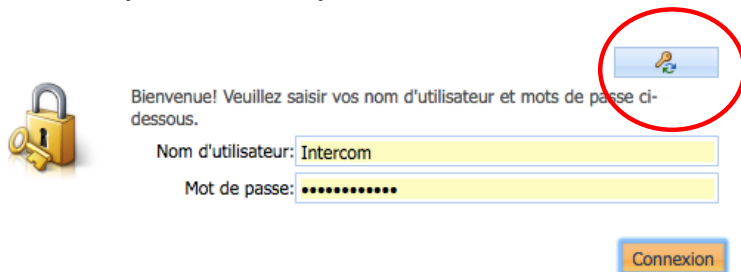 Bienvenue! Veuillez saisir vos nom d'utilisateur et mots de passe ci-
dessous.
Nom d'utilisateur: Intercom
Mot de passe: ••••••••••••
Connexion